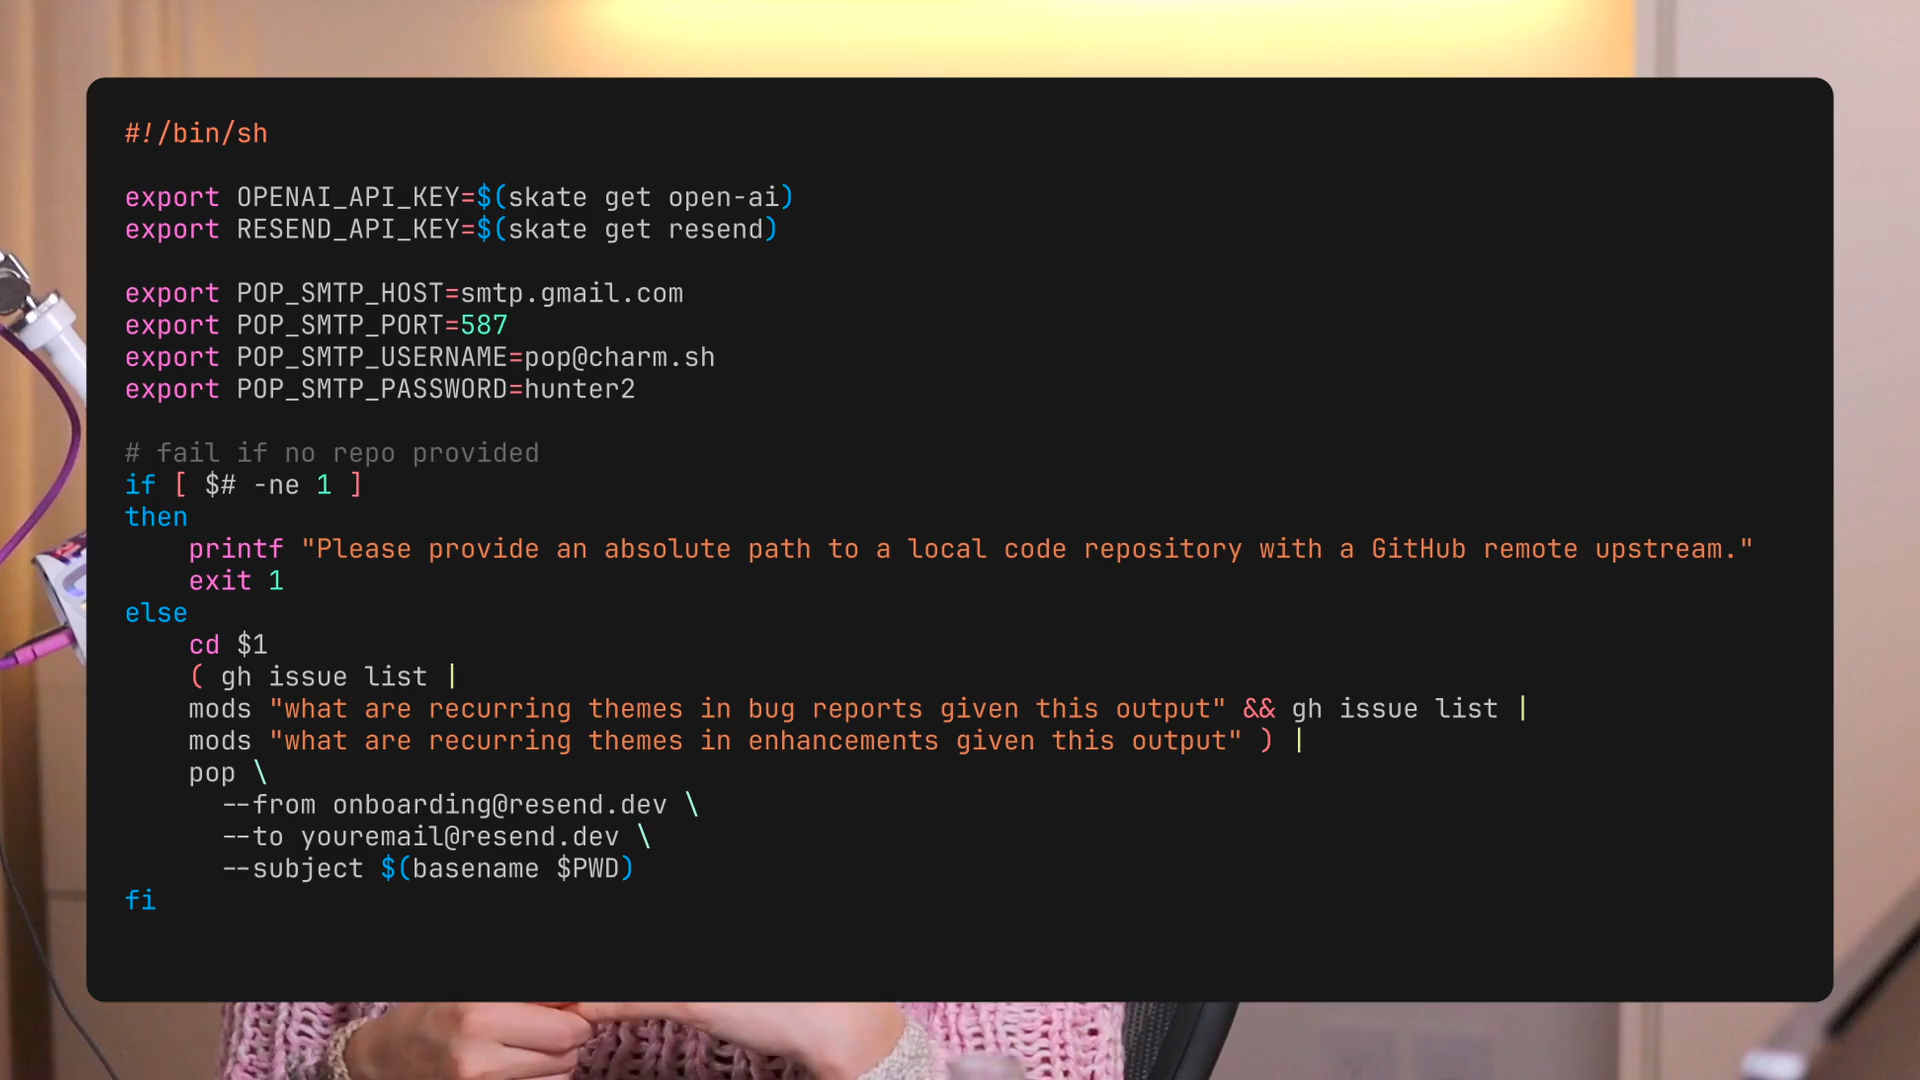 #!/bin/sh
export OPENAI_API_KEY=$(skate get open-ai)
export RESEND_API_KEY=$(skate get resend)
export POP_SMTP_HOST=smtp.gmail.com
export POP_SMTP_PORT=587
export POP_SMTP_USERNAME=pop@charm.sh
export POP_SMTP_PASSWORD=hunter2
# fail if no repo provided
if [ $# -ne 1 ]
then
printf "Please provide an absolute path to a local code repository with a GitHub remote upstream."
exit 1
else
cd $1
( gh issue list |
mods "what are recurring themes in bug reports given this output" && gh issue list |
mods "what are recurring themes in enhancements given this output" ) |
pop \
--from onboarding@resend.dev \
--to youremail@resend.dev \
--subject $(basename $PWD)
fi